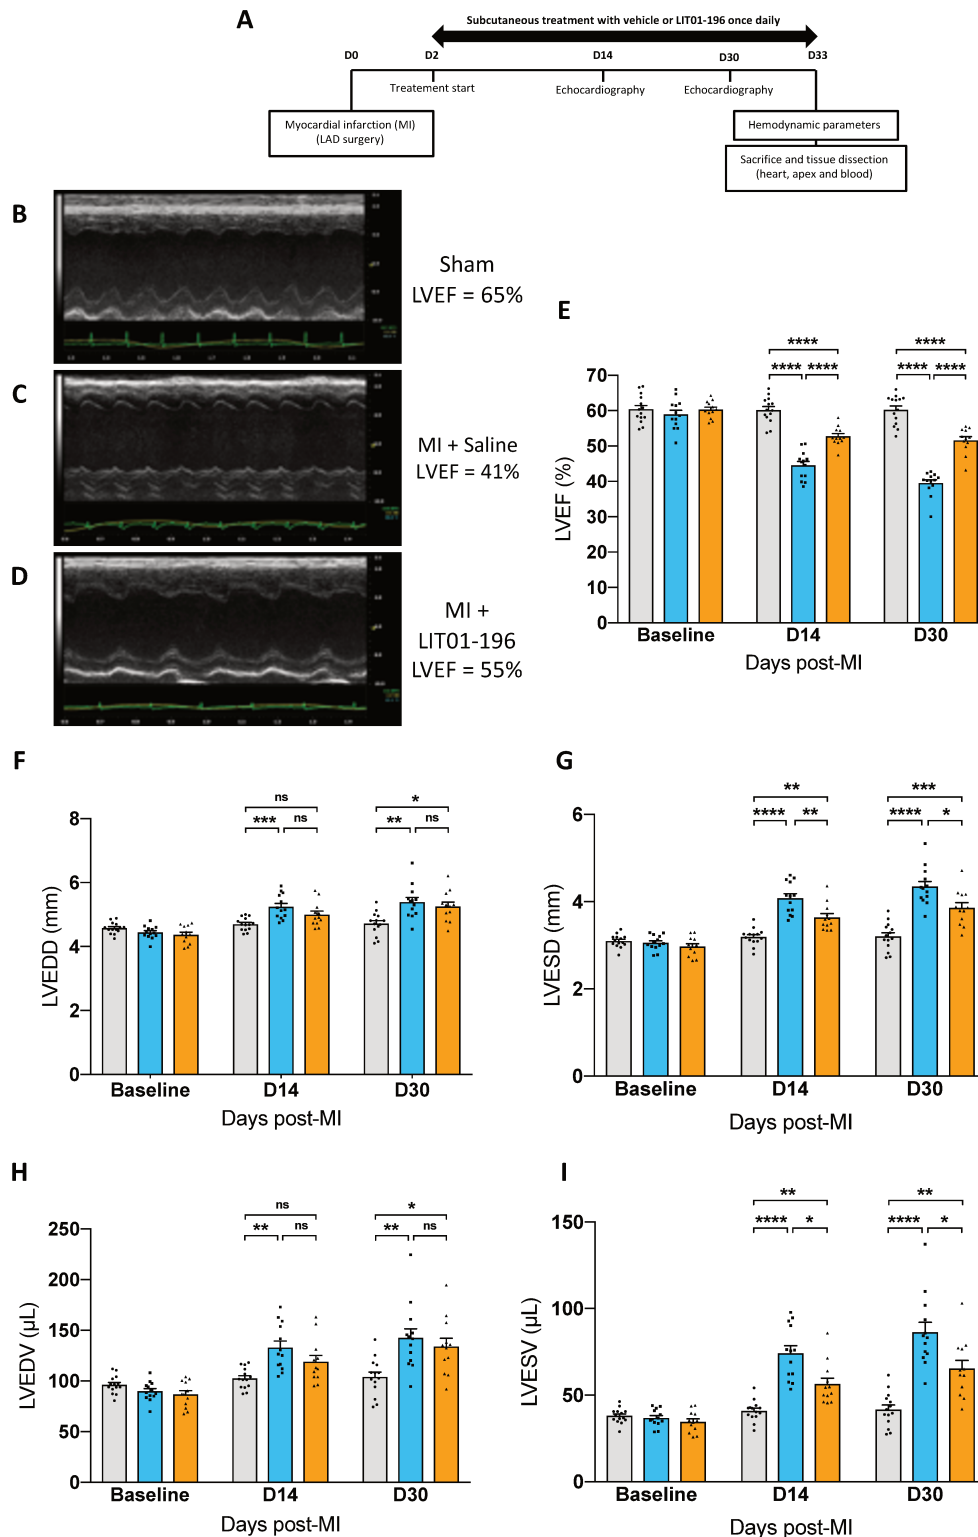 A
Subcutaneous treatment with vehicle or LIT01-196 once daily
D0
D2
D14
D30
D33
Treatement start
Echocardiography
Echocardiography
Myocardial infarction (MI)
(LAD surgery)
Hemodynamic parameters
Sacrifice and tissue dissection
(heart, apex and blood)
B
Sham
LVEF = 65%
C
MI + Saline
LVEF = 41%
D
MI +
LIT01-196
LVEF = 55%
E
**** ****
**** **** **** ****
70
60
50
40
30
20
10
0
LVEF (%)
Baseline D14 D30
Days post-MI
F
ns *
*** ns ** ns
8
6
4
2
0
LVEDD (mm)
Baseline D14 D30
Days post-MI
G
** ***
**** ** **** *
6
4
2
0
LVESD (mm)
Baseline D14 D30
Days post-MI
H
ns *
** ns ** ns
250
200
150
100
50
0
LVEDV (µL)
Baseline D14 D30
Days post-MI
I
** **
**** * **** *
150
100
50
0
LVESV (µL)
Baseline D14 D30
Days post-MI